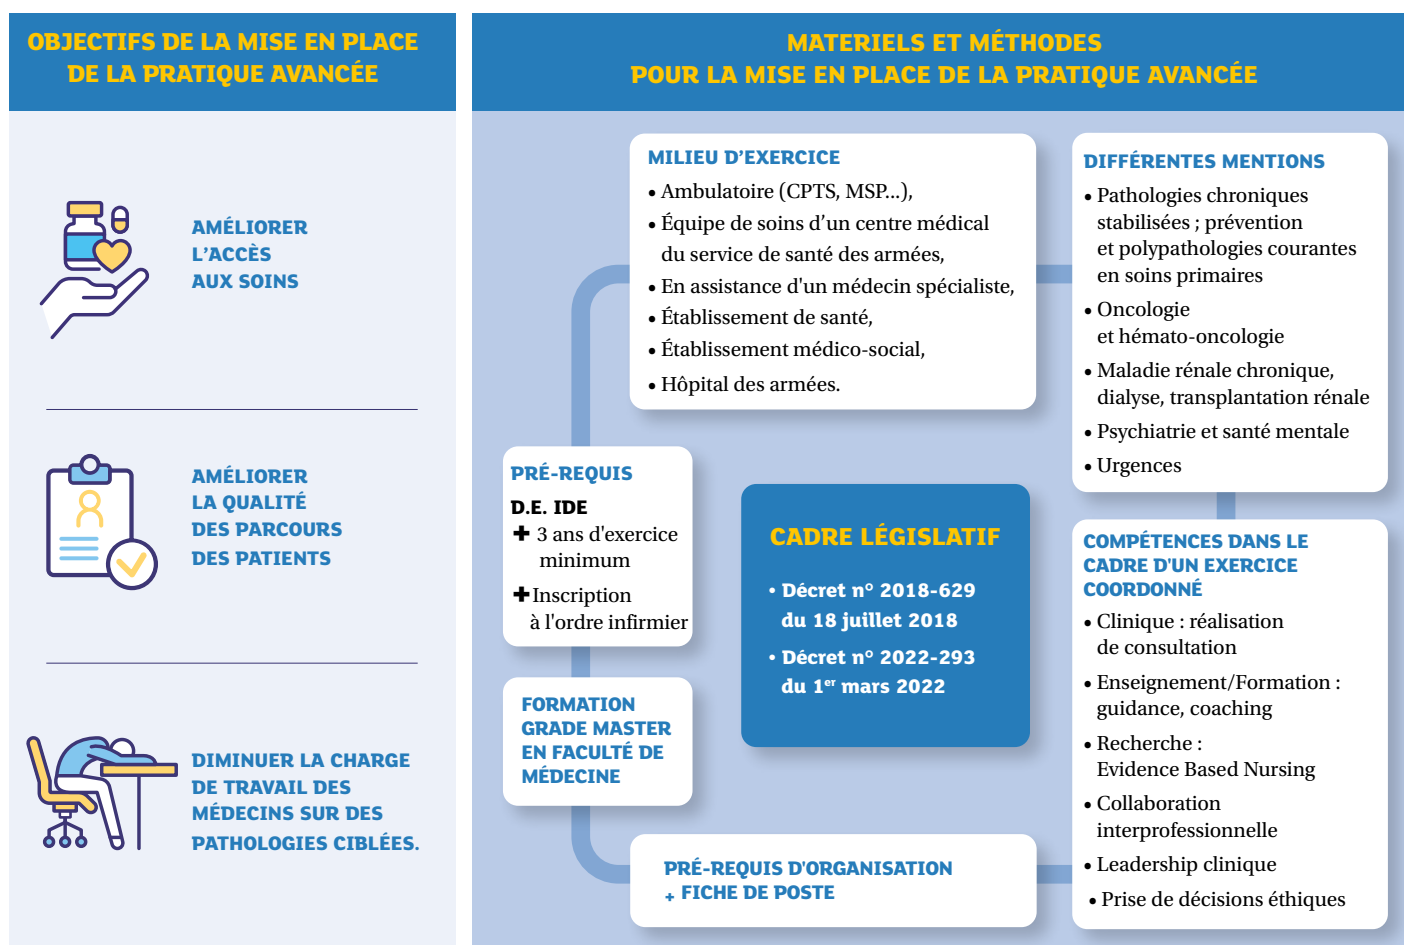 OBJECTIFS DE LA MISE EN PLACE
DE LA PRATIQUE AVANCÉE
AMÉLIORER
L'ACCÈS
AUX SOINS
AMÉLIORER
LA QUALITÉ
DES PARCOURS
DES PATIENTS
DIMINUER LA CHARGE
DE TRAVAIL DES
MÉDECINS SUR DES
PATHOLOGIES CIBLÉES.
MATERIELS ET MÉTHODES
POUR LA MISE EN PLACE DE LA PRATIQUE AVANCÉE
MILIEU D'EXERCICE
• Ambulatoire (CPTS, MSP...),
• Équipe de soins d'un centre médical
du service de santé des armées,
• En assistance d'un médecin spécialiste,
• Établissement de santé,
• Établissement médico-social,
• Hôpital des armées.
DIFFÉRENTES MENTIONS
• Pathologies chroniques
stabilisées ; prévention
et polypathologies courantes
en soins primaires
• Oncologie
et hémato-oncologie
• Maladie rénale chronique,
dialyse, transplantation rénale
• Psychiatrie et santé mentale
• Urgences
PRÉ-REQUIS
D.E. IDE
+ 3 ans d'exercice
minimum
+ Inscription
à l'ordre infirmier
CADRE LÉGISLATIF
• Décret n° 2018-629
du 18 juillet 2018
• Décret n° 2022-293
du 1er mars 2022
COMPÉTENCES DANS LE
CADRE D'UN EXERCICE
COORDONNÉ
• Clinique : réalisation
de consultation
• Enseignement/Formation :
guidance, coaching
• Recherche :
Evidence Based Nursing
• Collaboration
interprofessionnelle
• Leadership clinique
• Prise de décisions éthiques
FORMATION
GRADE MASTER
EN FACULTÉ DE
MÉDECINE
PRÉ-REQUIS D'ORGANISATION
+ FICHE DE POSTE